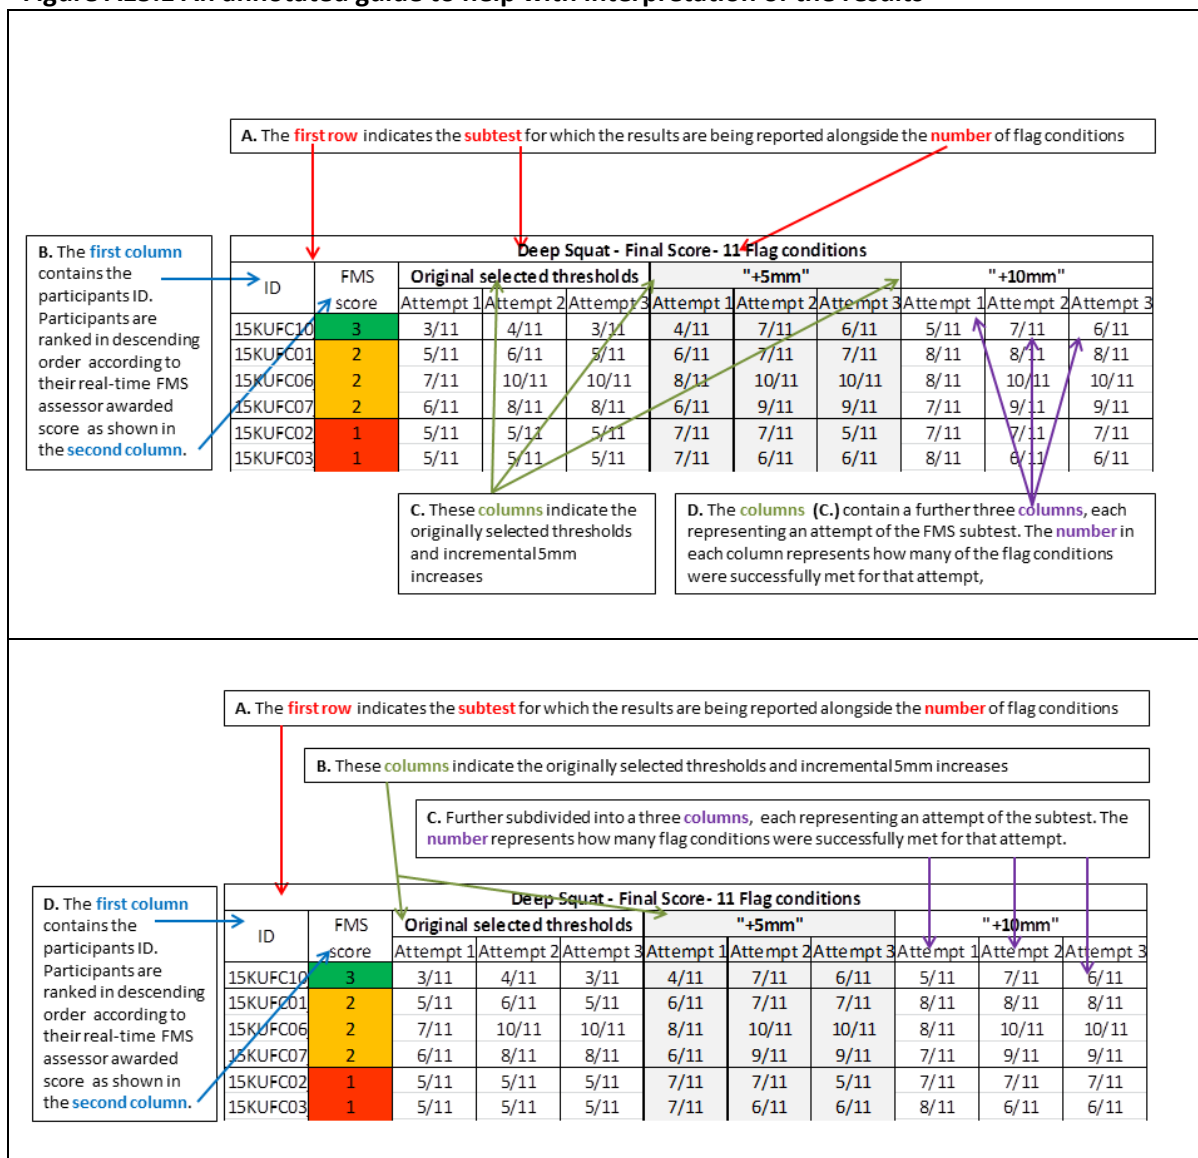 A. The first row indicates the subtest for which the results are being reported alongside the number of flag conditions
B. The first column
contains the
participants ID.
Participants are
ranked in descending
order according to
their real-time FMS
assessor awarded
score as shown in
the second column.
Deep Squat - Final Score- 11 Flag conditions
ID FMS score Original selected thresholds "+5mm" "+10mm"
Attempt 1 Attempt 2 Attempt 3 Attempt 1 Attempt 2 Attempt 3 Attempt 1 Attempt 2 Attempt 3
15KUFC10 3 3/11 4/11 3/11 4/11 7/11 6/11 5/11 7/11 6/11
15KUFC01 2 5/11 6/11 5/11 6/11 7/11 7/11 8/11 8/11 8/11
15KUFC06 2 7/11 10/11 10/11 8/11 10/11 10/11 8/11 10/11 10/11
15KUFC07 2 6/11 8/11 8/11 6/11 9/11 9/11 7/11 9/11 9/11
15KUFC02 1 5/11 5/11 5/11 7/11 7/11 5/11 7/11 7/11 7/11
15KUFC03 1 5/11 5/11 5/11 7/11 6/11 6/11 8/11 6/11 6/11
C. These columns indicate the
originally selected thresholds
and incremental 5mm
increases
D. The columns (C.) contain a further three columns, each
representing an attempt of the FMS subtest. The number in
each column represents how many of the flag conditions
were successfully met for that attempt,
A. The first row indicates the subtest for which the results are being reported alongside the number of flag conditions
B. These columns indicate the originally selected thresholds and incremental 5mm increases
C. Further subdivided into a three columns, each representing an attempt of the subtest. The
number represents how many flag conditions were successfully met for that attempt.
D. The first column
contains the
participants ID.
Participants are
ranked in descending
order according to
their real-time FMS
assessor awarded
score as shown in
the second column.
Deep Squat - Final Score- 11 Flag conditions
ID FMS score Original selected thresholds "+5mm" "+10mm"
Attempt 1 Attempt 2 Attempt 3 Attempt 1 Attempt 2 Attempt 3 Attempt 1 Attempt 2 Attempt 3
15KUFC10 3 3/11 4/11 3/11 4/11 7/11 6/11 5/11 7/11 6/11
15KUFC01 2 5/11 6/11 5/11 6/11 7/11 7/11 8/11 8/11 8/11
15KUFC06 2 7/11 10/11 10/11 8/11 10/11 10/11 8/11 10/11 10/11
15KUFC07 2 6/11 8/11 8/11 6/11 9/11 9/11 7/11 9/11 9/11
15KUFC02 1 5/11 5/11 5/11 7/11 7/11 5/11 7/11 7/11 7/11
15KUFC03 1 5/11 5/11 5/11 7/11 6/11 6/11 8/11 6/11 6/11